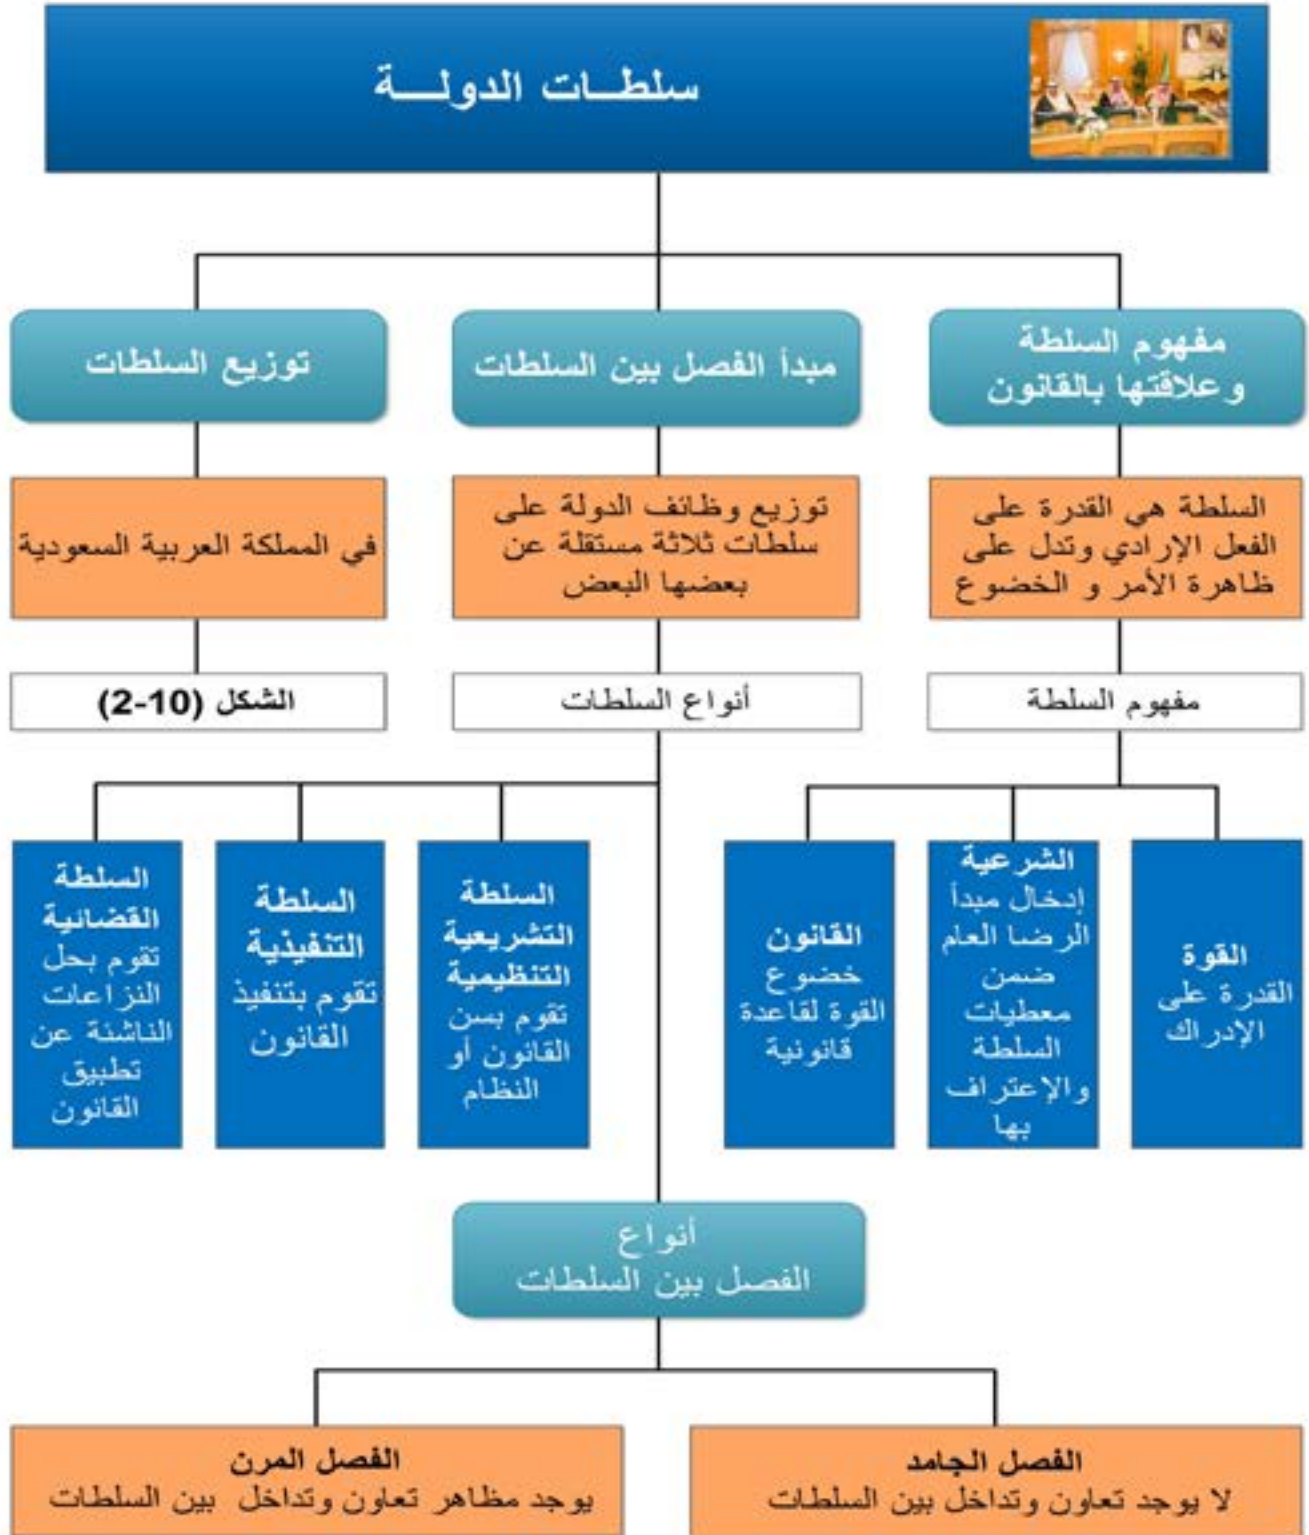 سلطــات الدولـــة
مفهوم السلطة
وعلاقتها بالقانون
السلطة هي القدرة على
الفعل الإرادي وتدل على
ظاهرة الأمر و الخضوع
مفهوم السلطة
القوة
القدرة على
الإدراك
الشرعية
إدخال مبدأ
الرضا العام
ضمن
معطيات
السلطة
والإعتراف
بها
القانون
خضوع
القوة لقاعدة
قانونية
مبدأ الفصل بين السلطات
توزيع وظائف الدولة على
سلطات ثلاثة مستقلة عن
بعضها البعض
أنواع السلطات
السلطة
التشريعية
التنظيمية
تقوم بسن
القانون أو
النظام
السلطة
التنفيذية
تقوم بتنفيذ
القانون
السلطة
القضائية
تقوم بحل
النزاعات
الناشئة عن
تطبيق
القانون
توزيع السلطات
في المملكة العربية السعودية
الشكل (10-2)
أنواع
الفصل بين السلطات
الفصل الجامد
لا يوجد تعاون وتداخل بين السلطات
الفصل المرن
يوجد مظاهر تعاون وتداخل بين السلطات